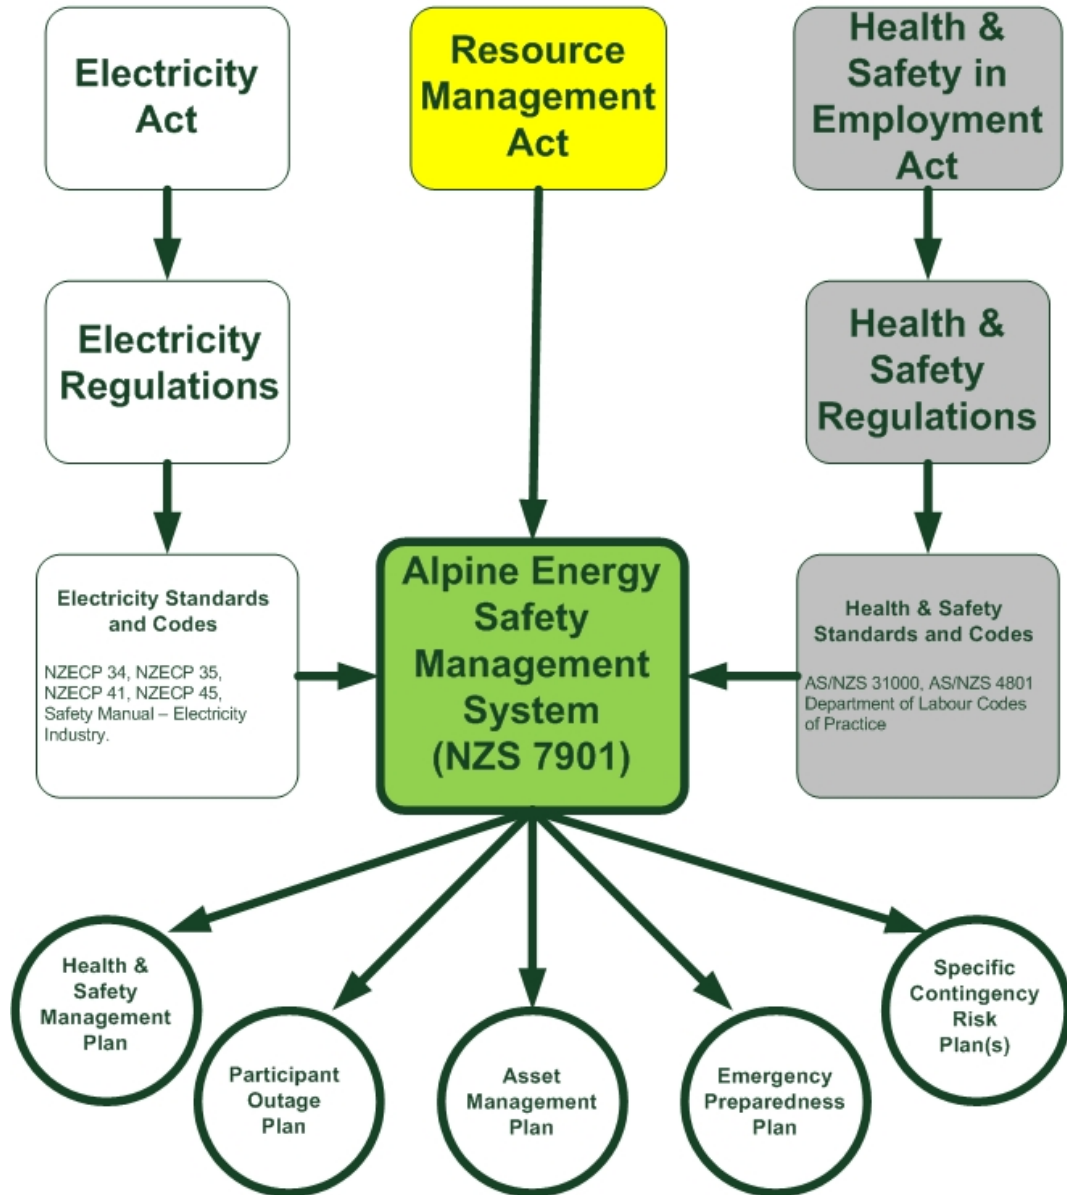 Electricity
Act
Resource
Management
Act
Health &
Safety in
Employment
Act
Electricity
Regulations
Health &
Safety
Regulations
Electricity Standards
and Codes
NZECP 34, NZECP 35,
NZECP 41, NZECP 45,
Safety Manual – Electricity
Industry.
Alpine Energy
Safety
Management
System
(NZS 7901)
Health & Safety
Standards and Codes
AS/NZS 31000, AS/NZS 4801
Department of Labour Codes
of Practice
Health &
Safety
Management
Plan
Participant
Outage
Plan
Asset
Management
Plan
Emergency
Preparedness
Plan
Specific
Contingency
Risk
Plan(s)